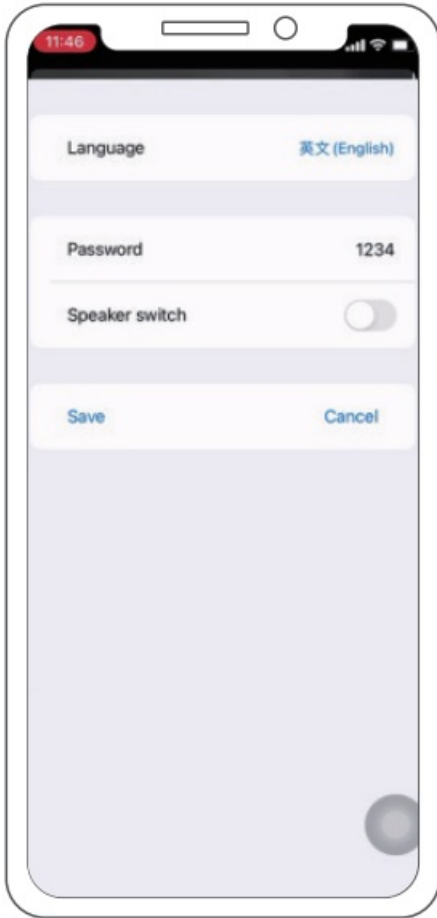 11:46
Language 英文 (English)
Password 1234
Speaker switch
Save Cancel